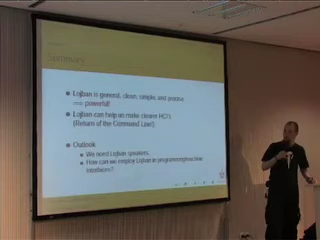 Summary
Lojban is general, clean, simple, and precise
⟹ powerful!
Lojban can help us make clearer HCI's
(Return of the Command Line!)
Outlook
We need Lojban speakers
How can we employ Lojban in programming/machine
interfaces?